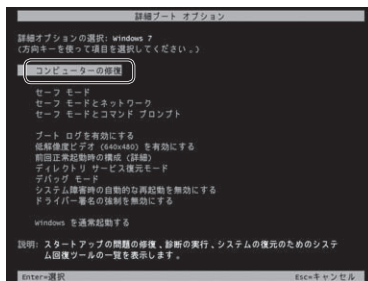 詳細ブート オプション
詳細オプションの選択: Windows 7
(方向キーを使って項目を選択してください。)
コンピューターの修復
セーフ モード
セーフ モードとネットワーク
セーフ モードとコマンド プロンプト
ブート ログを有効にする
低解像度ビデオ (640x480) を有効にする
前回正常起動時の構成 (詳細)
ディレクトリ サービス復元モード
デバッグ モード
システム障害時の自動的な再起動を無効にする
ドライバー署名の強制を無効にする
Windows を通常起動する
説明: スタートアップの問題の修復、診断の実行、システムの復元のためのシステ
ム回復ツールの一覧を表示します。
Enter=選択 Esc=キャンセル